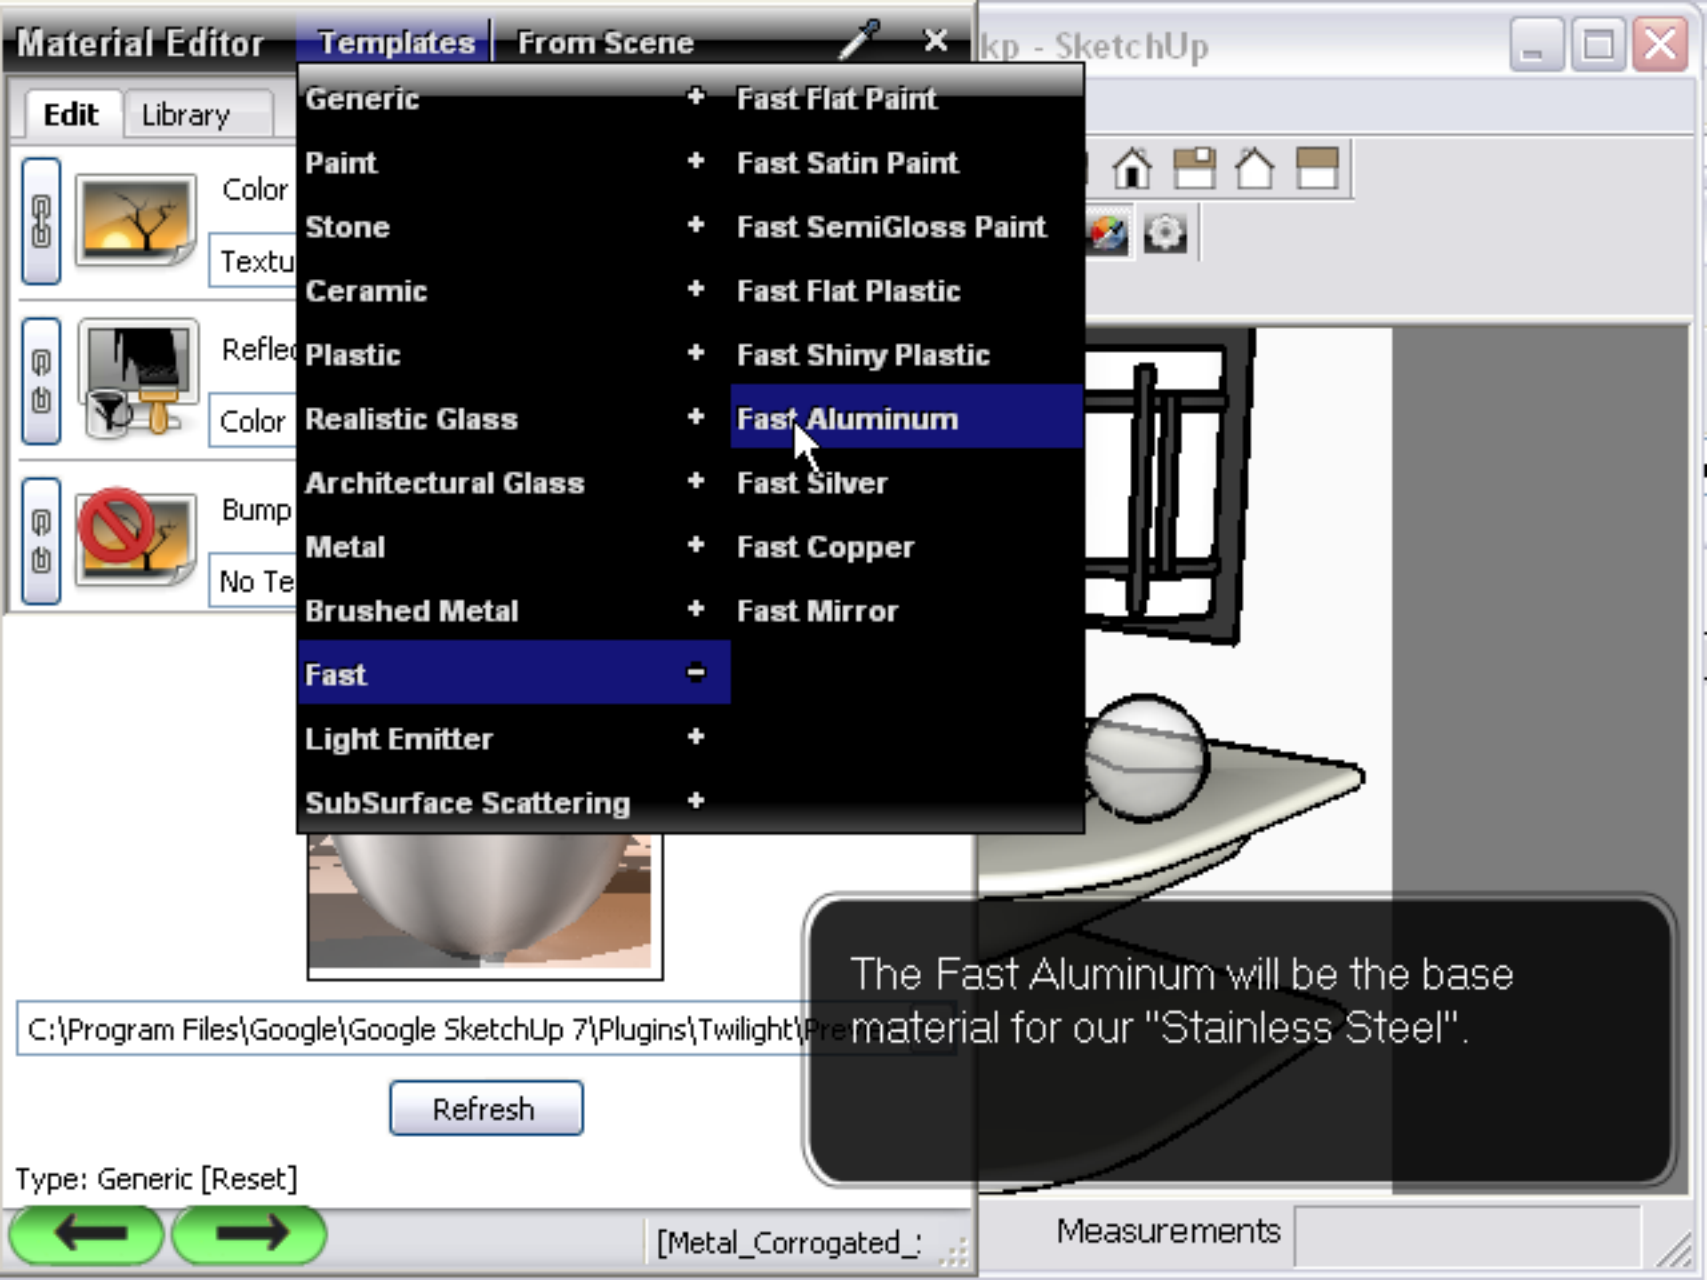 Material Editor
Templates
From Scene
kp - SketchUp
Edit
Library
Color
Generic
Fast Flat Paint
Paint
Fast Satin Paint
Stone
Fast SemiGloss Paint
Ceramic
Fast Flat Plastic
Plastic
Fast Shiny Plastic
Realistic Glass
Fast Aluminum
Architectural Glass
Fast Silver
Metal
Fast Copper
Brushed Metal
Fast Mirror
Fast
Light Emitter
SubSurface Scattering
Textu
Reflec
Color
Bump
No Te
C:\Program Files\Google\Google SketchUp 7\Plugins\Twilight\
Refresh
Type: Generic [Reset]
[Metal_Corrogated_
The Fast Aluminum will be the base
material for our "Stainless Steel".
Measurements